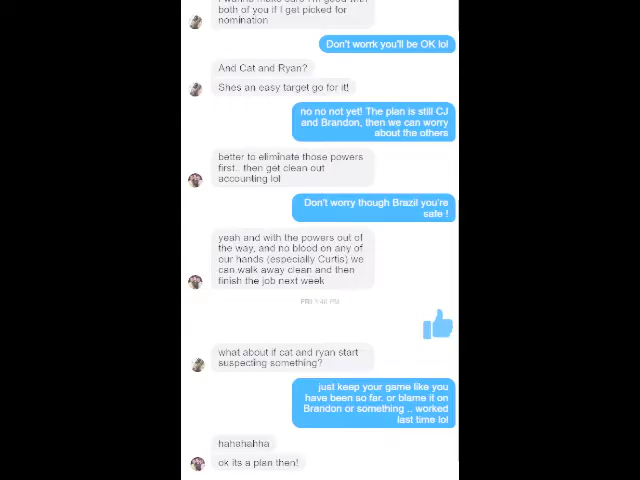 I wanna make sure I'm good with
both of you if I get picked for
nomination
Don't worrk you'll be OK lol
And Cat and Ryan?
Shes an easy target go for it!
no no not yet! The plan is still CJ
and Brandon, then we can worry
about the others
better to eliminate those powers
first.. then get clean out
accounting lol
Don't worry though Brazil you're
safe !
yeah and with the powers out of
the way, and no blood on any of
our hands (especially Curtis) we
can walk away clean and then
finish the job next week
FRI PM
what about if cat and ryan start
suspecting something?
just keep your game like you
have been so far. or blame it on
Brandon or something .. worked
last time lol
hahahahha
ok its a plan then!